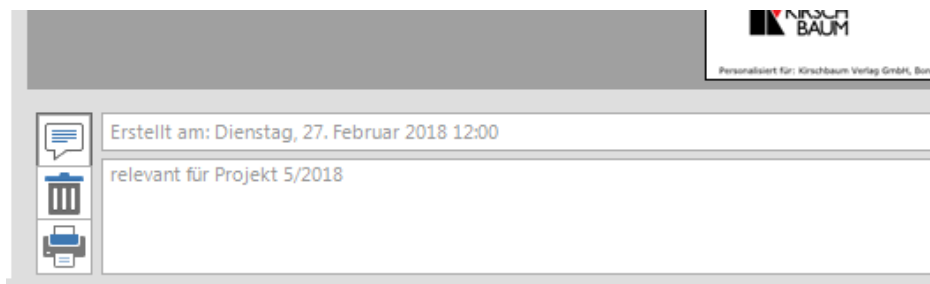 KIRSCH
BAUM
Personalisiert für: Kirschbaum Verlag GmbH, Bon
Erstellt am: Dienstag, 27. Februar 2018 12:00
relevant für Projekt 5/2018